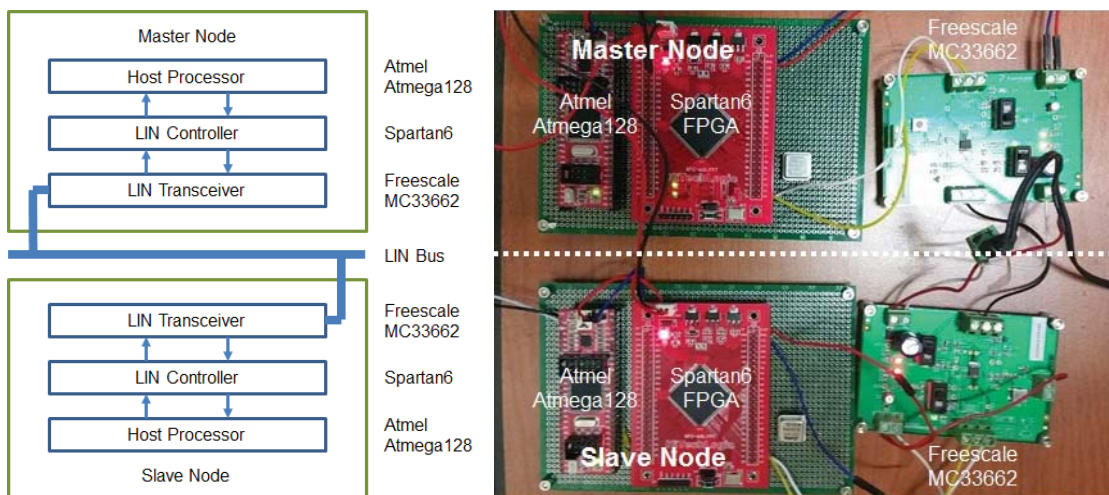 Master Node
Host Processor
LIN Controller
LIN Transceiver
Atmel
Atmega128
Spartan6
Freescale
MC33662
LIN Bus
LIN Transceiver
LIN Controller
Host Processor
Slave Node
Freescale
MC33662
Spartan6
Atmel
Atmega128
Master Node
Atmel
Atmega128
Spartan6
FPGA
Freescale
MC33662
Atmel
Atmega128
Spartan6
FPGA
Slave Node
Freescale
MC33662